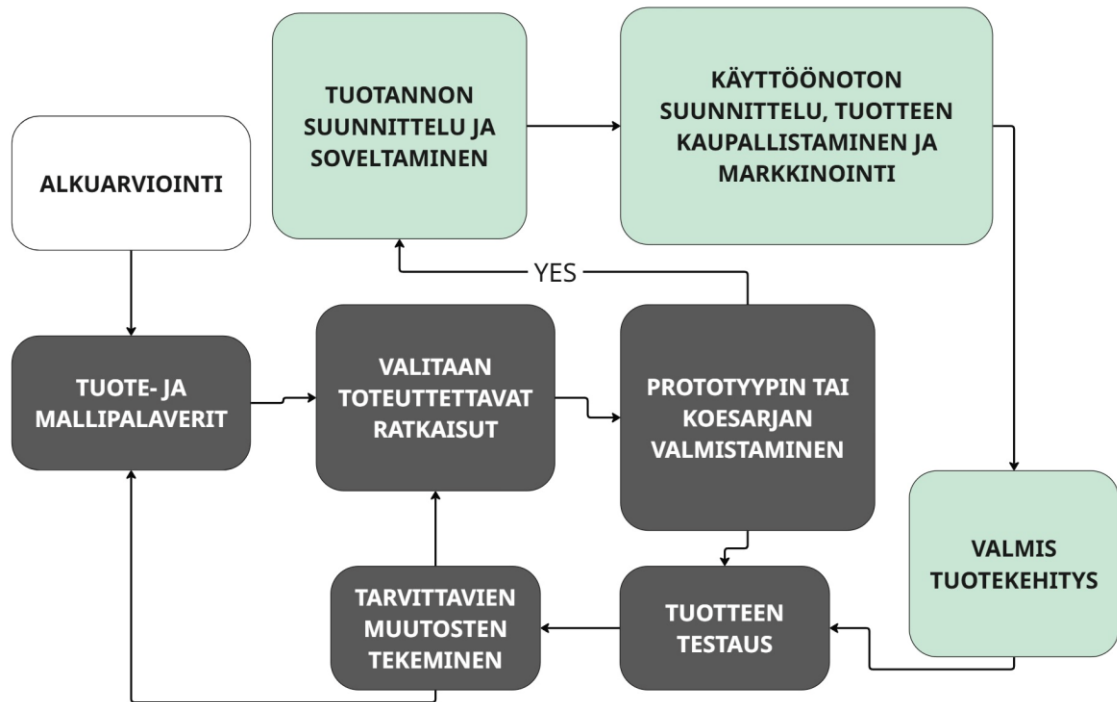 TUOTANNON
SUUNNITTELU JA
SOVELTAMINEN
KÄYTTÖÖNOTON
SUUNNITTELU, TUOTTEEN
KAUPALLISTAMINEN JA
MARKKINOINTI
ALKUARVIOINTI
YES
TUOTE- JA
MALLIPALAVERIT
VALITAAN
TOTEUTTETTAVAT
RATKAISUT
PROTOTYYPIN TAI
KOESARJAN
VALMISTAMINEN
VALMIS
TUOTEKEHITYS
TARVITTAVIEN
MUUTOSTEN
TEKEMINEN
TUOTTEEN
TESTAUS